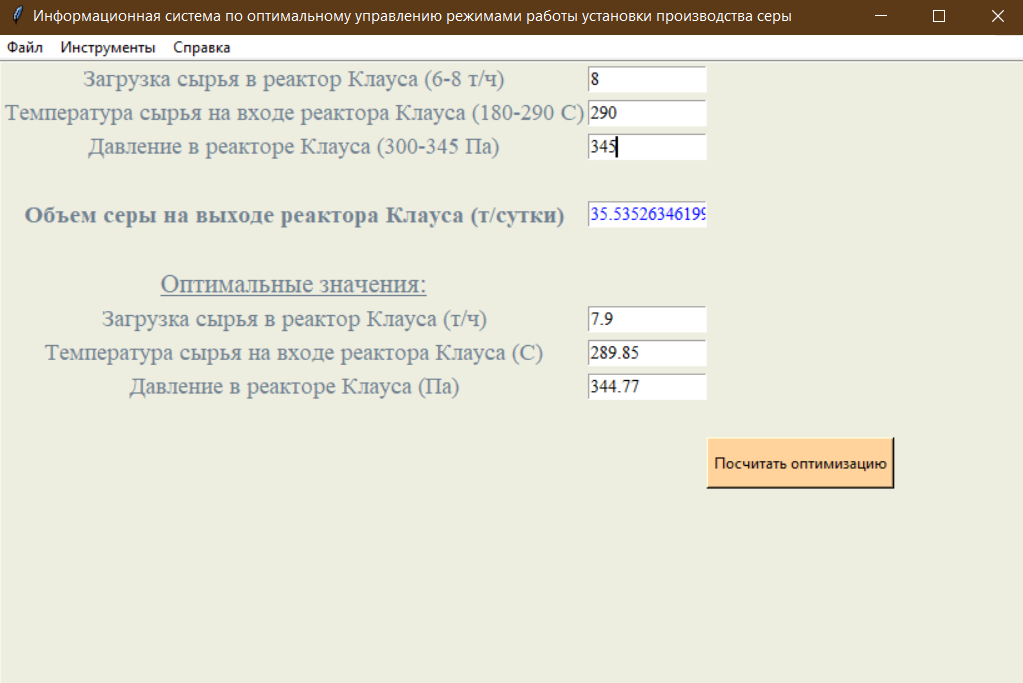 Информационная система по оптимальному управлению режимами работы установки производства серы
Файл Инструменты Справка
Загрузка сырья в реактор Клауса (6-8 т/ч) 8
Температура сырья на входе реактора Клауса (180-290 С) 290
Давление в реакторе Клауса (300-345 Па) 345
Объем серы на выходе реактора Клауса (т/сутки) 35.53526346199
Оптимальные значения:
Загрузка сырья в реактор Клауса (т/ч) 7.9
Температура сырья на входе реактора Клауса (С) 289.85
Давление в реакторе Клауса (Па) 344.77
Посчитать оптимизацию